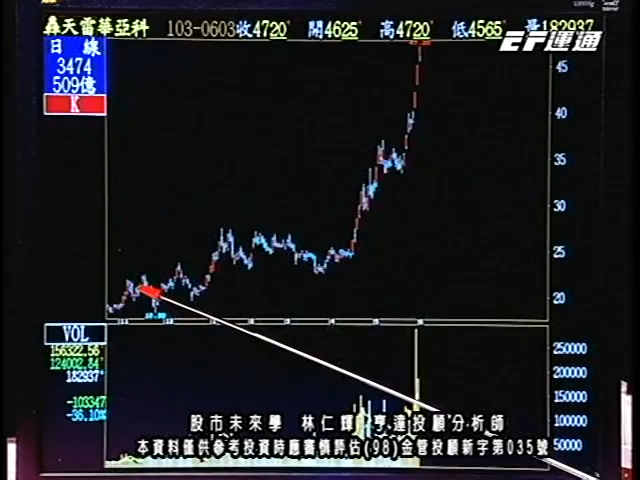 轟天雷華亞科 103-0603收4720 開4625 高4720 低4565 量182937
EF運通
日 線
3474
509億
K
45
40
35
30
25
20
VOL
156322.56
124002.84
182937
-103347
-36.10%
250000
200000
150000
100000
50000
股市未來學 林仁輝 亨達投顧分析師
本資料僅供參考投資時應審慎評估(98)金管投顧新字第035號